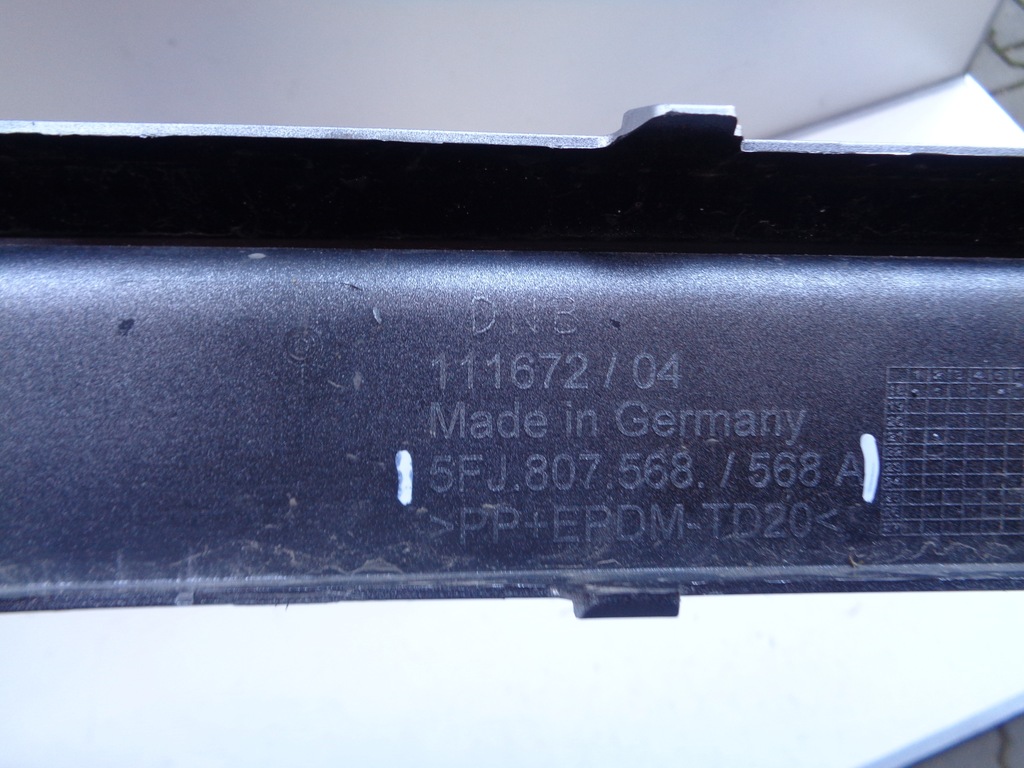 DNB
111672 / 04
Made in Germany
5FJ.807.568. / 568 A
>PP+EPDM-TD20<